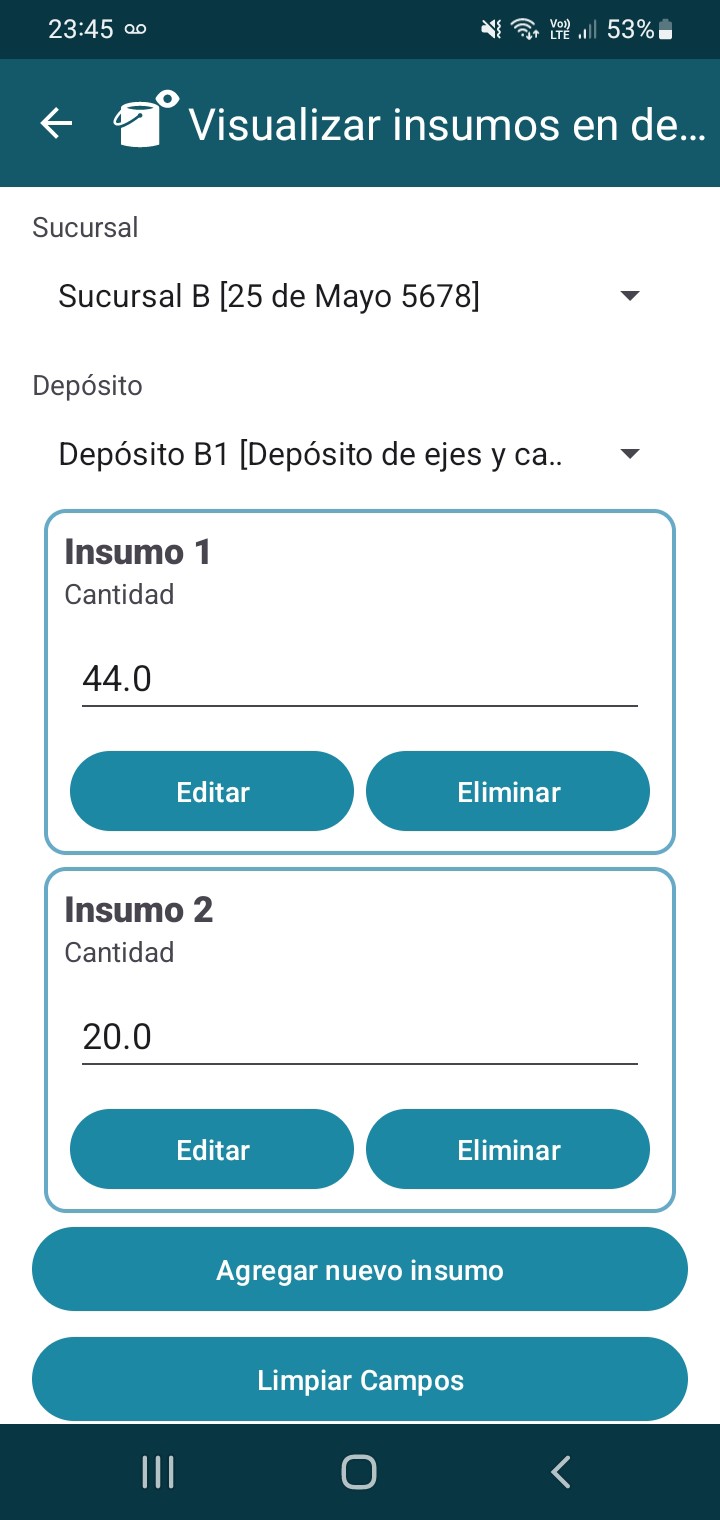 23:45
Vo)) LTE 53%
Visualizar insumos en de...
Sucursal
Sucursal B [25 de Mayo 5678]
Depósito
Depósito B1 [Depósito de ejes y ca..
Insumo 1
Cantidad
44.0
Editar Eliminar
Insumo 2
Cantidad
20.0
Editar Eliminar
Agregar nuevo insumo
Limpiar Campos